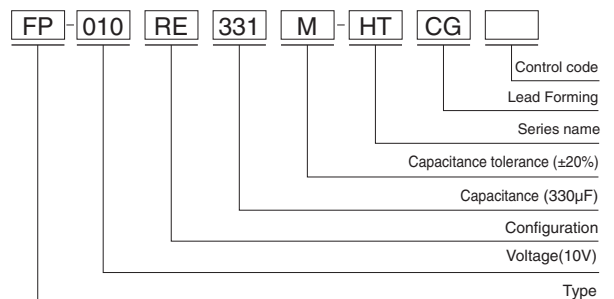 FP-010 RE 331 M-HT CG
Control code
Lead Forming
Series name
Capacitance tolerance (±20%)
Capacitance (330µF)
Configuration
Voltage(10V)
Type